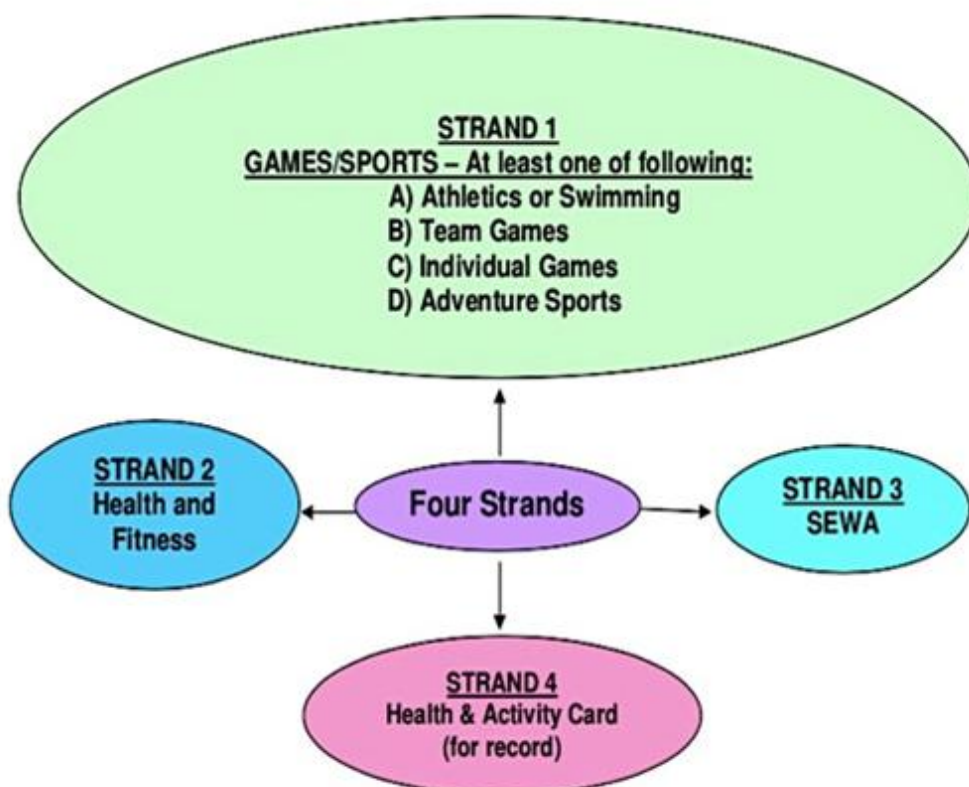 STRAND 1
GAMES/SPORTS – At least one of following:
A) Athletics or Swimming
B) Team Games
C) Individual Games
D) Adventure Sports
STRAND 2
Health and
Fitness
Four Strands
STRAND 3
SEWA
STRAND 4
Health & Activity Card
(for record)